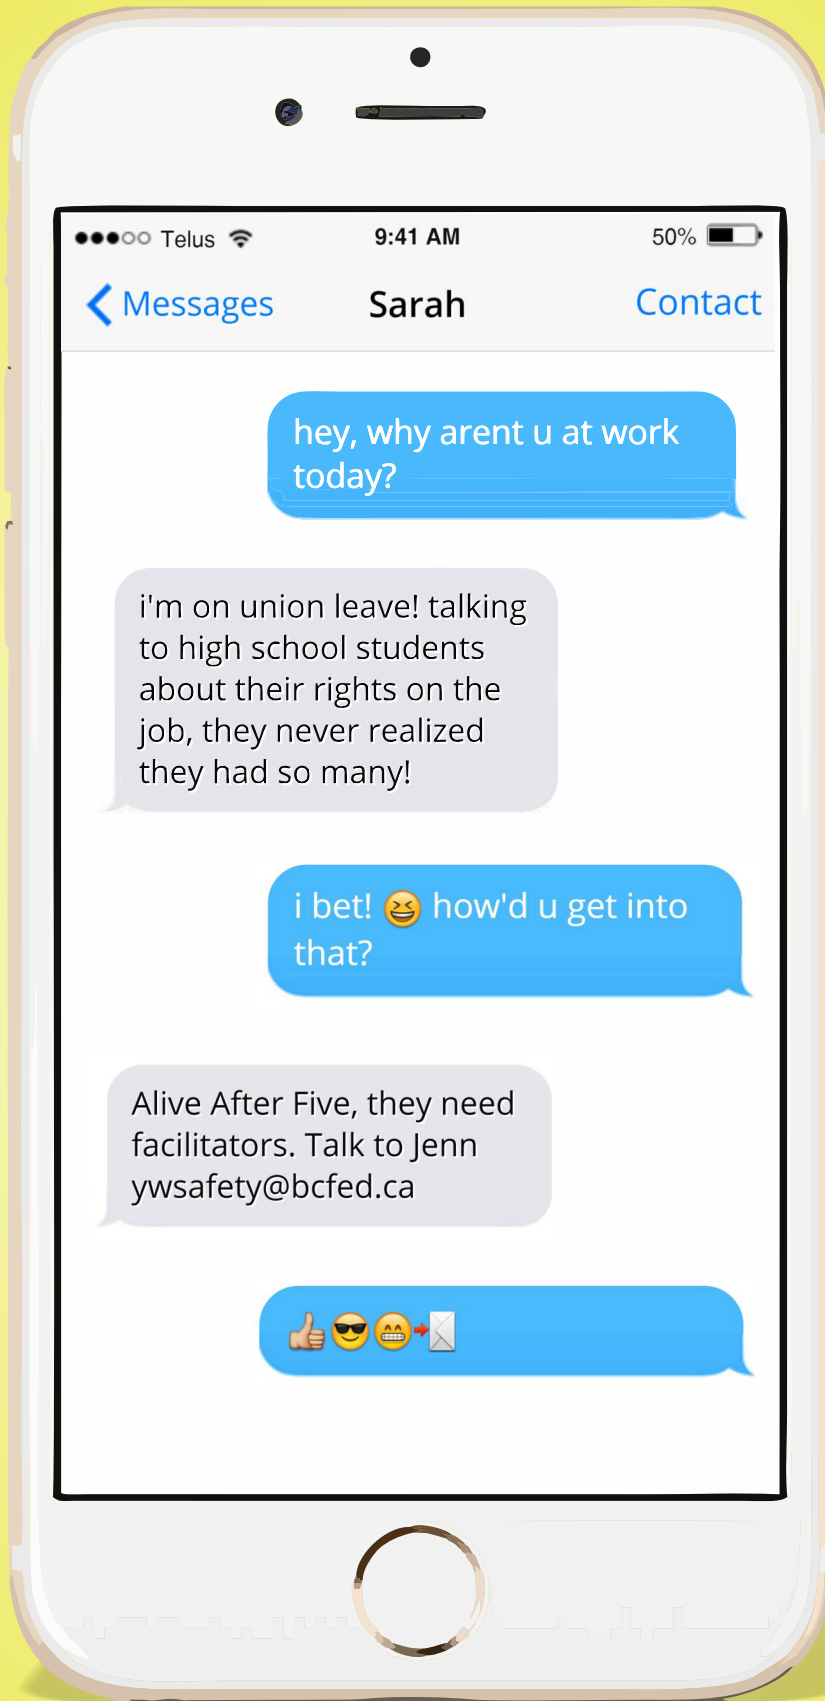 Telus 9:41 AM 50%
Messages Sarah Contact
hey, why arent u at work
today?
i'm on union leave! talking
to high school students
about their rights on the
job, they never realized
they had so many!
i bet! 😆 how'd u get into
that?
Alive After Five, they need
facilitators. Talk to Jenn
ywsafety@bcfed.ca
👍😎😁📩